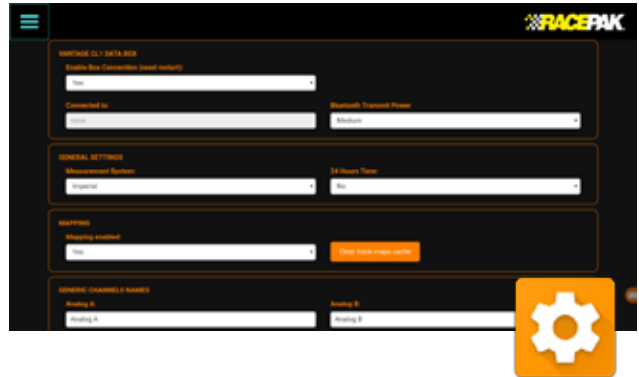 RACEPAK
VANTAGE CL1 DATA BOX
Enable Box Connection (need restart):
Yes
Connected to:
Bluetooth Transmit Power
none
Medium
GENERAL SETTINGS
Measurement System:
24 Hours Time:
Imperial
No
MAPPING
Mapping enabled:
Yes
Clear track maps cache
GENERIC CHANNELS NAMES
Analog A:
Analog B:
Analog A
Analog B